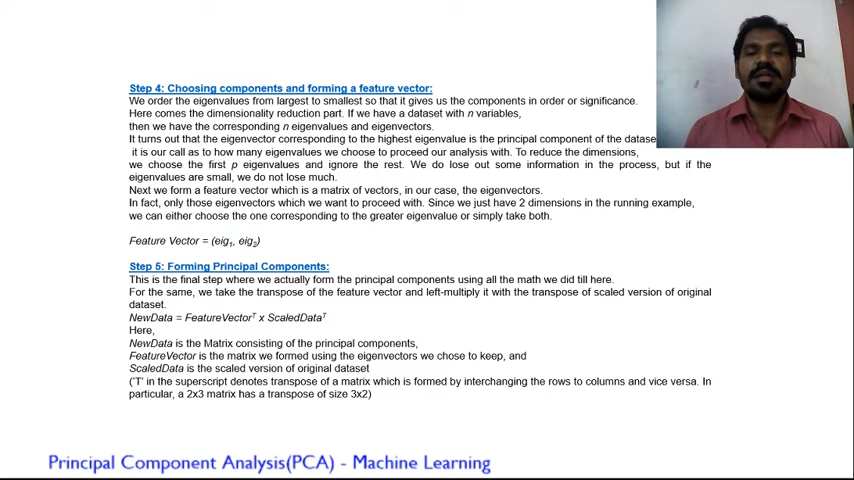 Step 4: Choosing components and forming a feature vector:
We order the eigenvalues from largest to smallest so that it gives us the components in order or significance.
Here comes the dimensionality reduction part. If we have a dataset with n variables,
then we have the corresponding n eigenvalues and eigenvectors.
It turns out that the eigenvector corresponding to the highest eigenvalue is the principal component of the datase
it is our call as to how many eigenvalues we choose to proceed our analysis with. To reduce the dimensions,
we choose the first p eigenvalues and ignore the rest. We do lose out some information in the process, but if the
eigenvalues are small, we do not lose much.
Next we form a feature vector which is a matrix of vectors, in our case, the eigenvectors.
In fact, only those eigenvectors which we want to proceed with. Since we just have 2 dimensions in the running example,
we can either choose the one corresponding to the greater eigenvalue or simply take both.
Feature Vector = (eig₁, eig₂)
Step 5: Forming Principal Components:
This is the final step where we actually form the principal components using all the math we did till here.
For the same, we take the transpose of the feature vector and left-multiply it with the transpose of scaled version of original
dataset.
NewData = FeatureVectorᵀ x ScaledDataᵀ
Here,
NewData is the Matrix consisting of the principal components,
FeatureVector is the matrix we formed using the eigenvectors we chose to keep, and
ScaledData is the scaled version of original dataset
('T' in the superscript denotes transpose of a matrix which is formed by interchanging the rows to columns and vice versa. In
particular, a 2x3 matrix has a transpose of size 3x2)
Principal Component Analysis(PCA) - Machine Learning